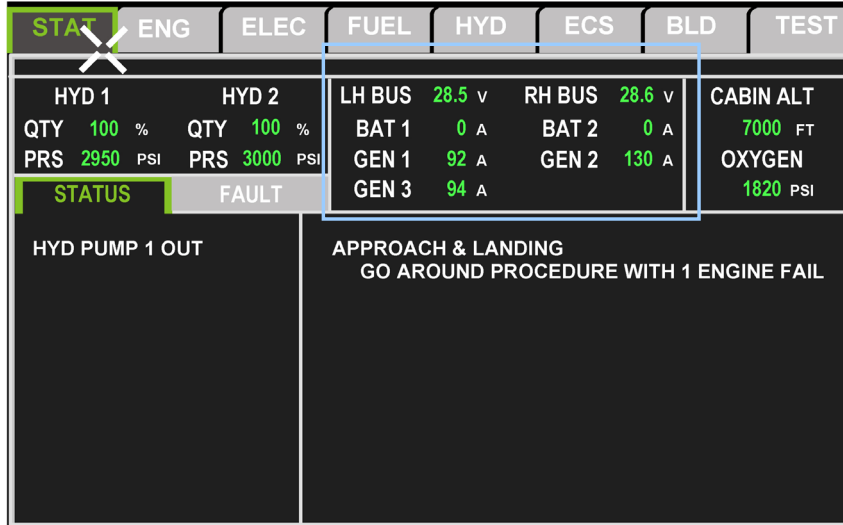 STAT ENG ELEC FUEL HYD ECS BLD TEST
HYD 1 HYD 2 LH BUS 28.5 V RH BUS 28.6 V CABIN ALT
QTY 100 % QTY 100 % BAT 1 0 A BAT 2 0 A 7000 FT
PRS 2950 PSI PRS 3000 PSI GEN 1 92 A GEN 2 130 A OXYGEN
STATUS FAULT GEN 3 94 A 1820 PSI
HYD PUMP 1 OUT APPROACH & LANDING
GO AROUND PROCEDURE WITH 1 ENGINE FAIL